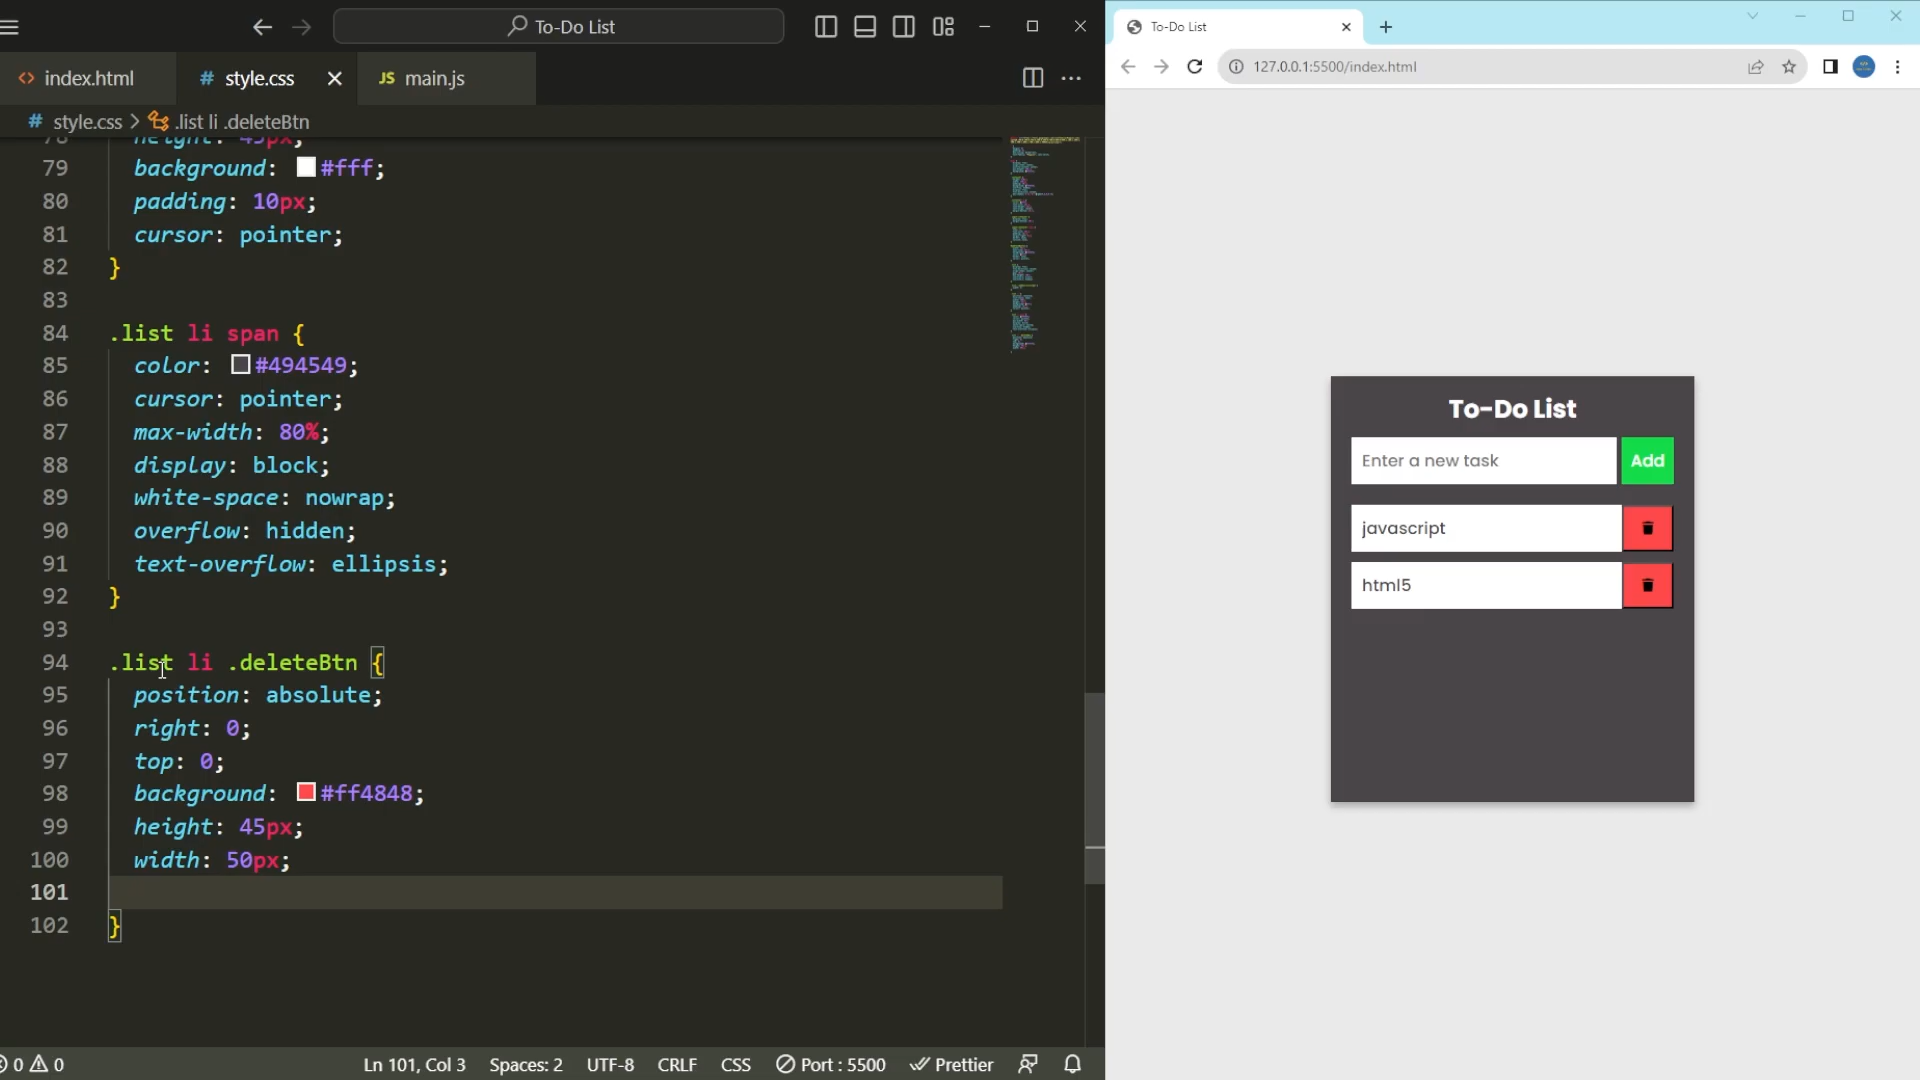 To-Do List
index.html
# style.css
JS main.js
# style.css > .list li .deleteBtn
78 height: 45px;
79 background: #fff;
80 padding: 10px;
81 cursor: pointer;
82 }
83
84 .list li span {
85 color: #494549;
86 cursor: pointer;
87 max-width: 80%;
88 display: block;
89 white-space: nowrap;
90 overflow: hidden;
91 text-overflow: ellipsis;
92 }
93
94 .list li .deleteBtn {
95 position: absolute;
96 right: 0;
97 top: 0;
98 background: #ff4848;
99 height: 45px;
100 width: 50px;
101
102 }
0 0
Ln 101, Col 3
Spaces: 2
UTF-8
CRLF
CSS
Port : 5500
Prettier
To-Do List
127.0.0.1:5500/index.html
To-Do List
Enter a new task
Add
javascript
html5